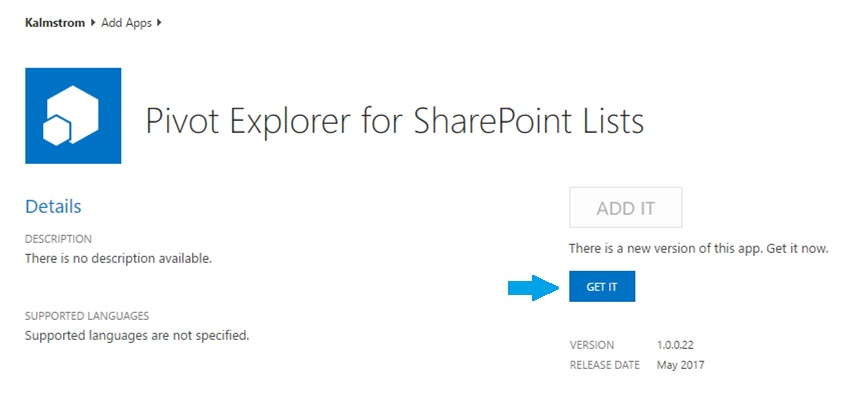 Kalmstrom ▸ Add Apps ▸
Pivot Explorer for SharePoint Lists
Details
DESCRIPTION
There is no description available.
SUPPORTED LANGUAGES
Supported languages are not specified.
ADD IT
There is a new version of this app. Get it now.
GET IT
VERSION 1.0.0.22
RELEASE DATE May 2017